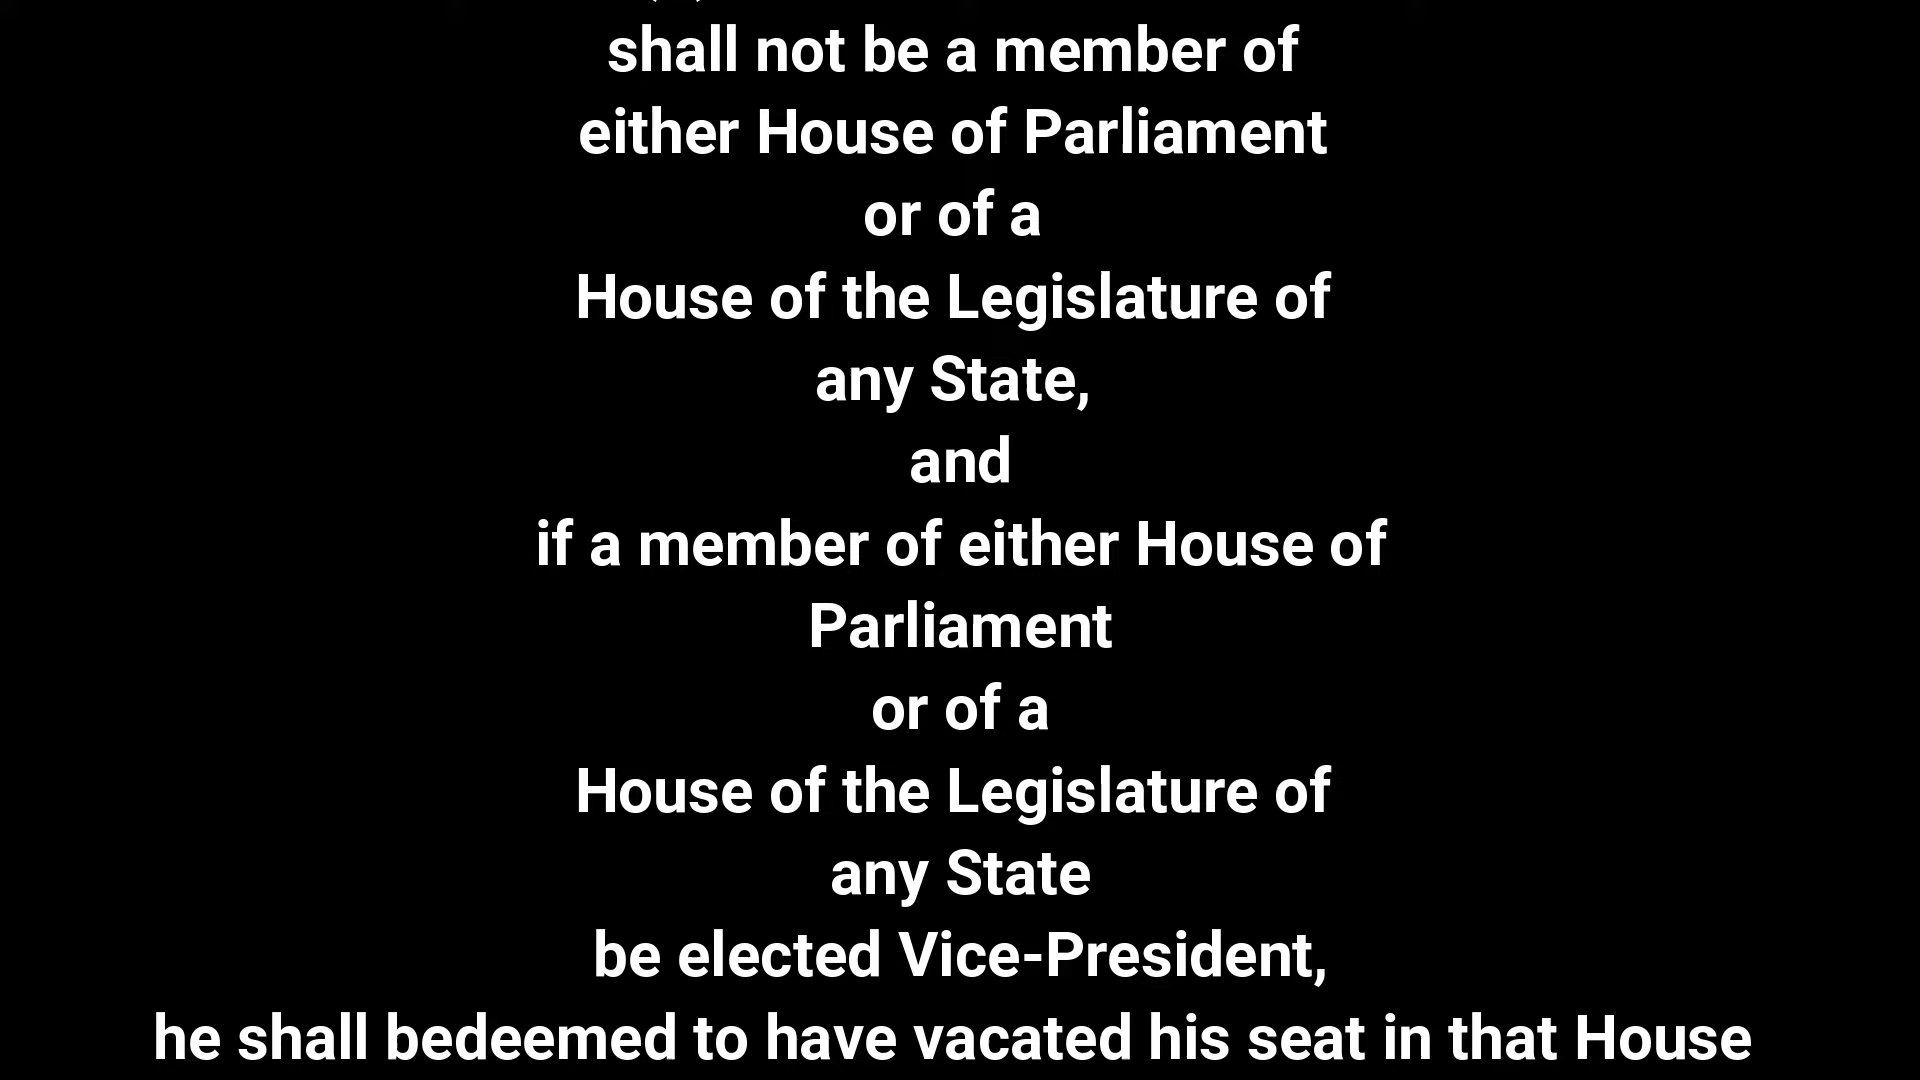 shall not be a member of
either House of Parliament
or of a
House of the Legislature of
any State,
and
if a member of either House of
Parliament
or of a
House of the Legislature of
any State
be elected Vice-President,
he shall bedeemed to have vacated his seat in that House